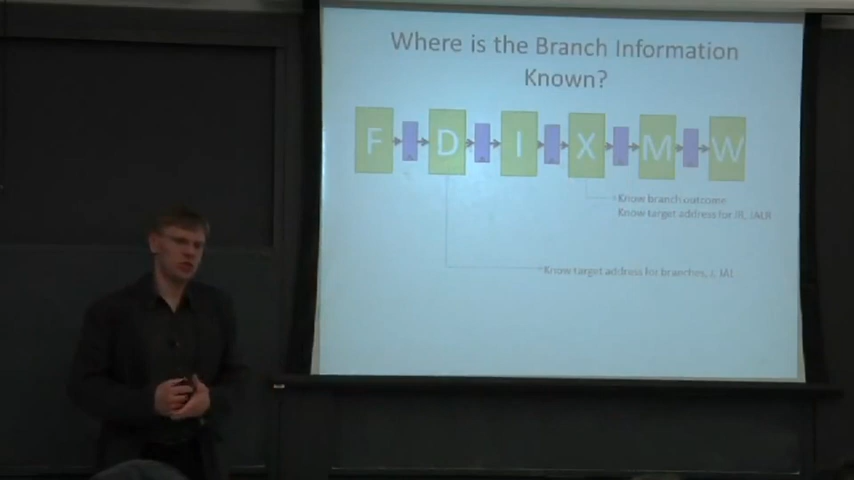 Where is the Branch Information
Known?
F D I X M W
Know branch outcome
Know target address for JR, JALR
Know target address for branches, J, JAL